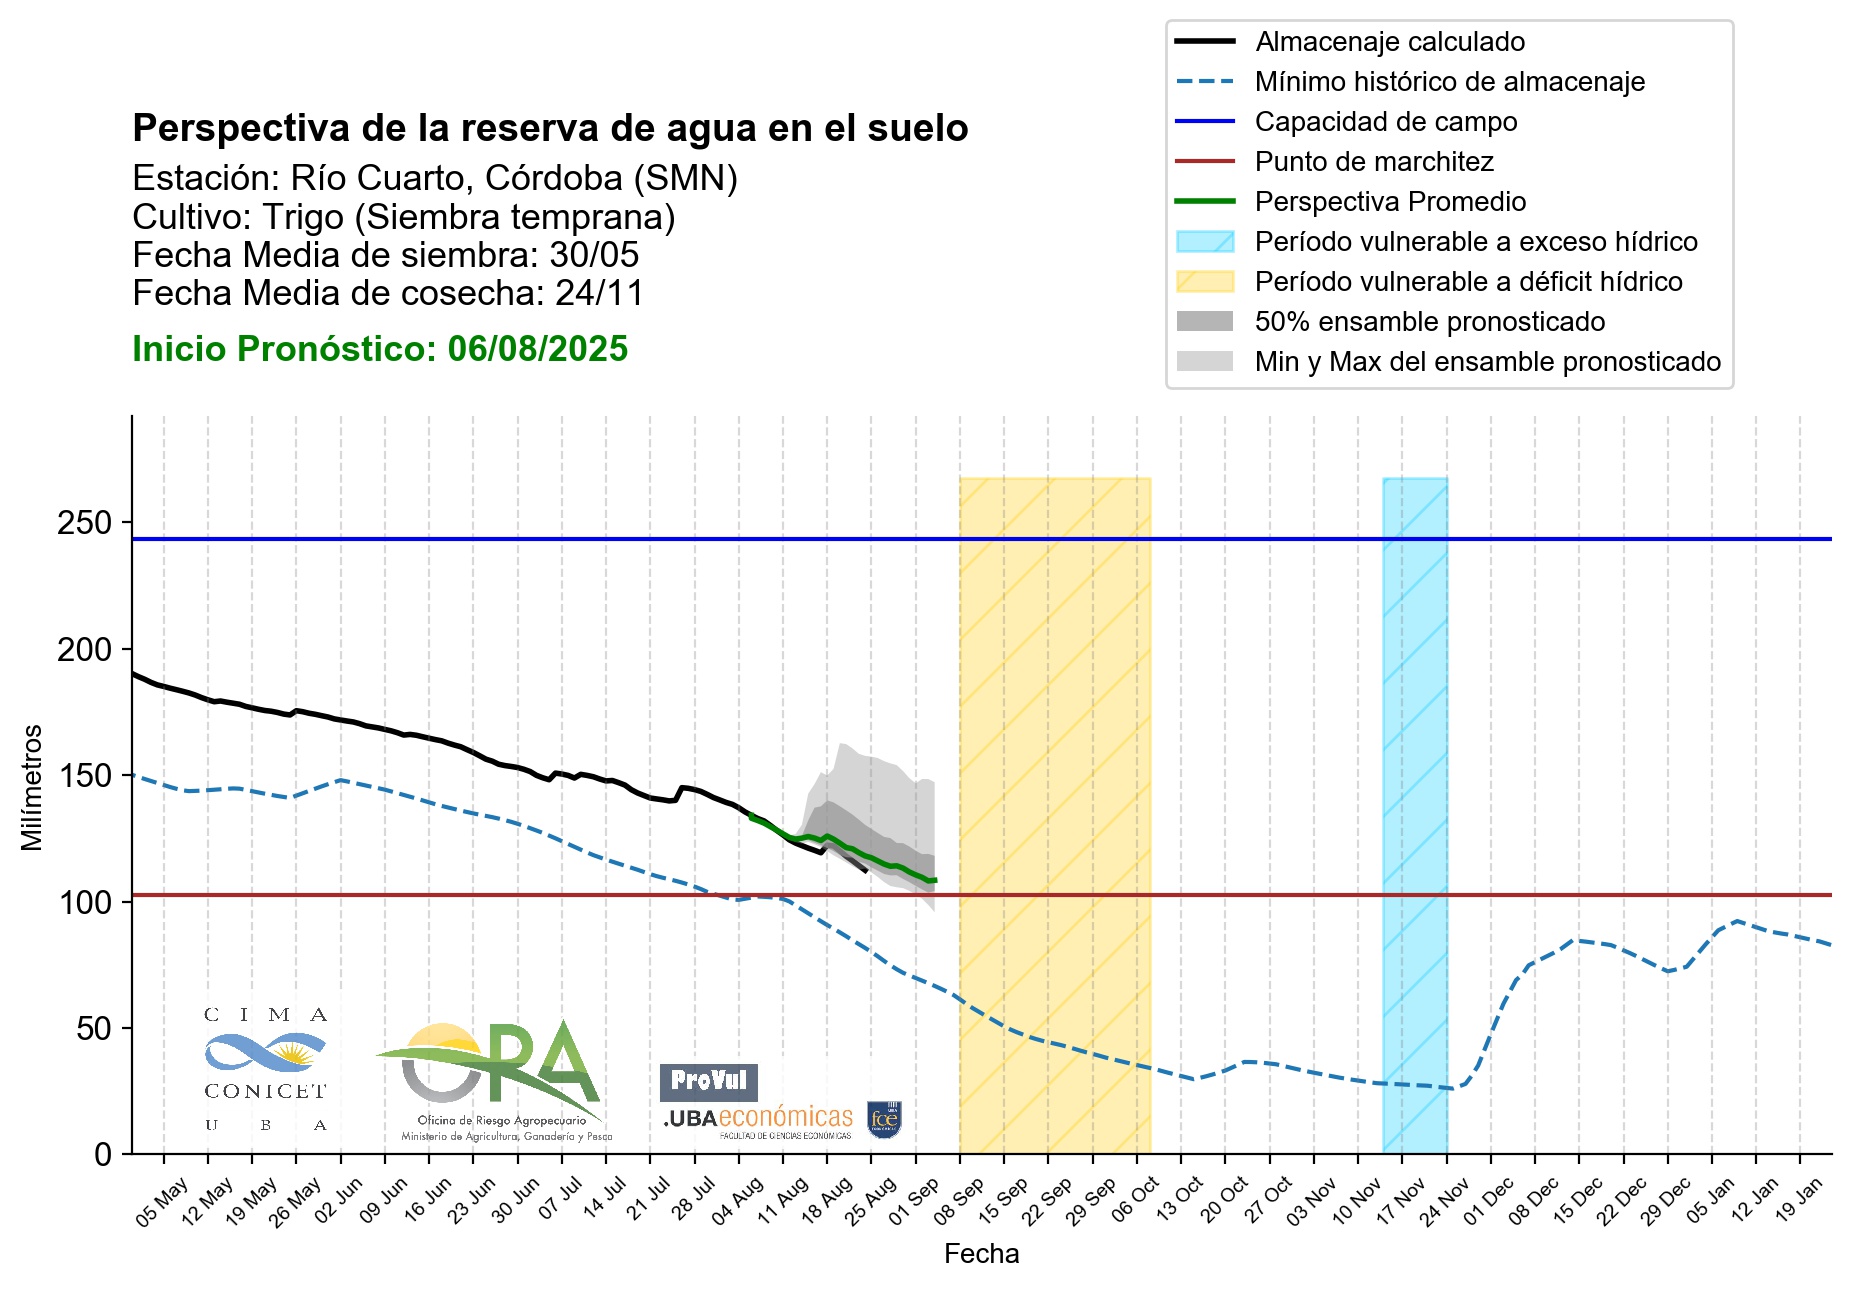 Almacenaje calculado
Mínimo histórico de almacenaje
Capacidad de campo
Punto de marchitez
Perspectiva Promedio
Período vulnerable a exceso hídrico
Período vulnerable a déficit hídrico
50% ensamble pronosticado
Min y Max del ensamble pronosticado
Perspectiva de la reserva de agua en el suelo
Estación: Río Cuarto, Córdoba (SMN)
Cultivo: Trigo (Siembra temprana)
Fecha Media de siembra: 30/05
Fecha Media de cosecha: 24/11
Inicio Pronóstico: 06/08/2025
Milímetros
250
200
150
100
50
0
CIMA
CONICET
UBA
ORA
Oficina de Riesgo Agropecuario
Ministerio de Agricultura, Ganadería y Pesca
ProVul
.UBAeconómicas
FACULTAD DE CIENCIAS ECONÓMICAS
UBA
fce
ECONÓMICAS
05 May
12 May
19 May
26 May
02 Jun
09 Jun
16 Jun
23 Jun
30 Jun
07 Jul
14 Jul
21 Jul
28 Jul
04 Aug
11 Aug
18 Aug
25 Aug
01 Sep
08 Sep
15 Sep
22 Sep
29 Sep
06 Oct
13 Oct
20 Oct
27 Oct
03 Nov
10 Nov
17 Nov
24 Nov
01 Dec
08 Dec
15 Dec
22 Dec
29 Dec
05 Jan
12 Jan
19 Jan
Fecha